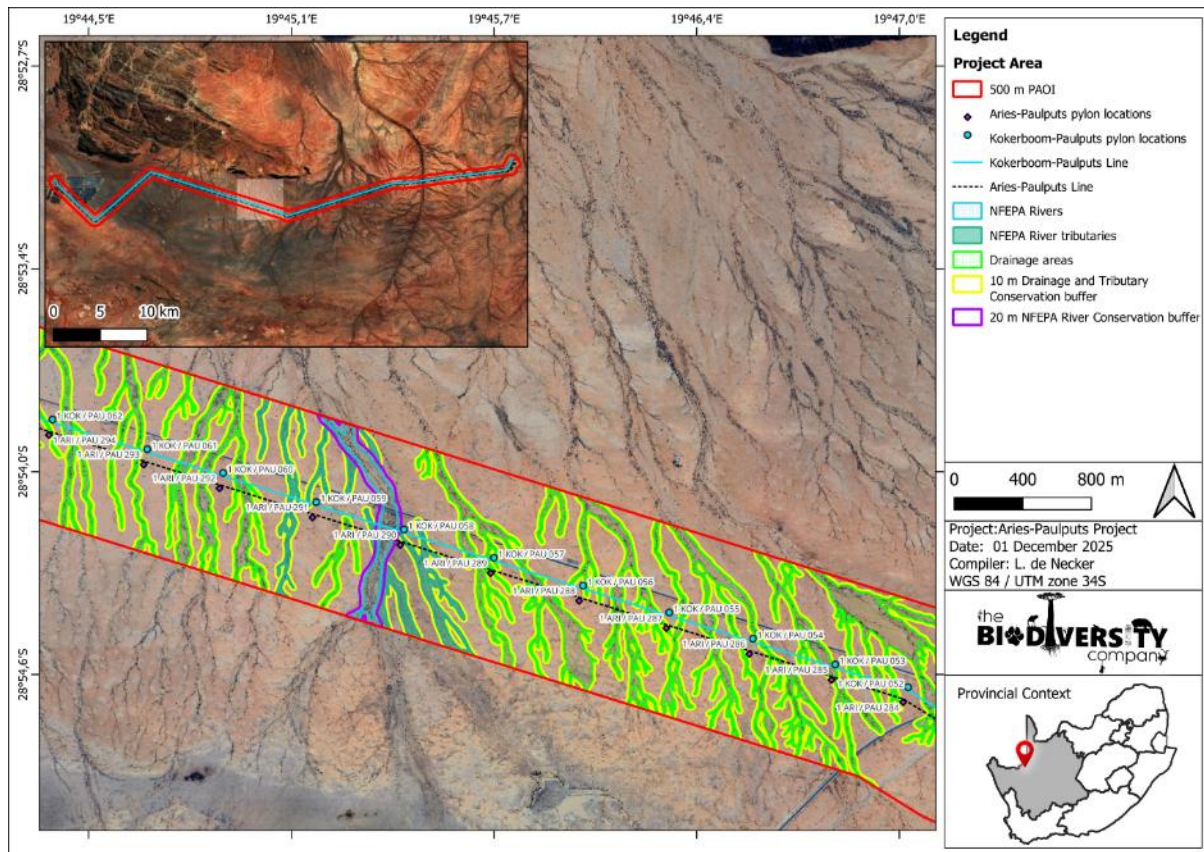 19°44,5'E
19°45,1'E
19°45,7'E
19°46,4'E
19°47,0'E
28°52,7'S
28°53,4'S
28°54,0'S
28°54,6'S
0 5 10 km
1 KOK / PAU 062
1 ARI / PAU 294
1 KOK / PAU 061
1 ARI / PAU 293
1 KOK / PAU 060
1 ARI / PAU 292
1 KOK / PAU 059
1 ARI / PAU 291
1 KOK / PAU 058
1 ARI / PAU 290
1 KOK / PAU 057
1 ARI / PAU 289
1 KOK / PAU 056
1 ARI / PAU 288
1 KOK / PAU 055
1 ARI / PAU 287
1 KOK / PAU 054
1 ARI / PAU 286
1 KOK / PAU 053
1 ARI / PAU 285
1 KOK / PAU 052
1 ARI / PAU 284
Legend
Project Area
500 m PAOI
Aries-Paulputs pylon locations
Kokerboom-Paulputs pylon locations
Kokerboom-Paulputs Line
Aries-Paulputs Line
NFEPA Rivers
NFEPA River tributaries
Drainage areas
10 m Drainage and Tributary
Conservation buffer
20 m NFEPA River Conservation buffer
0 400 800 m
Project:Aries-Paulputs Project
Date: 01 December 2025
Compiler: L. de Necker
WGS 84 / UTM zone 34S
the
BIODIVERSITY
company
Provincial Context